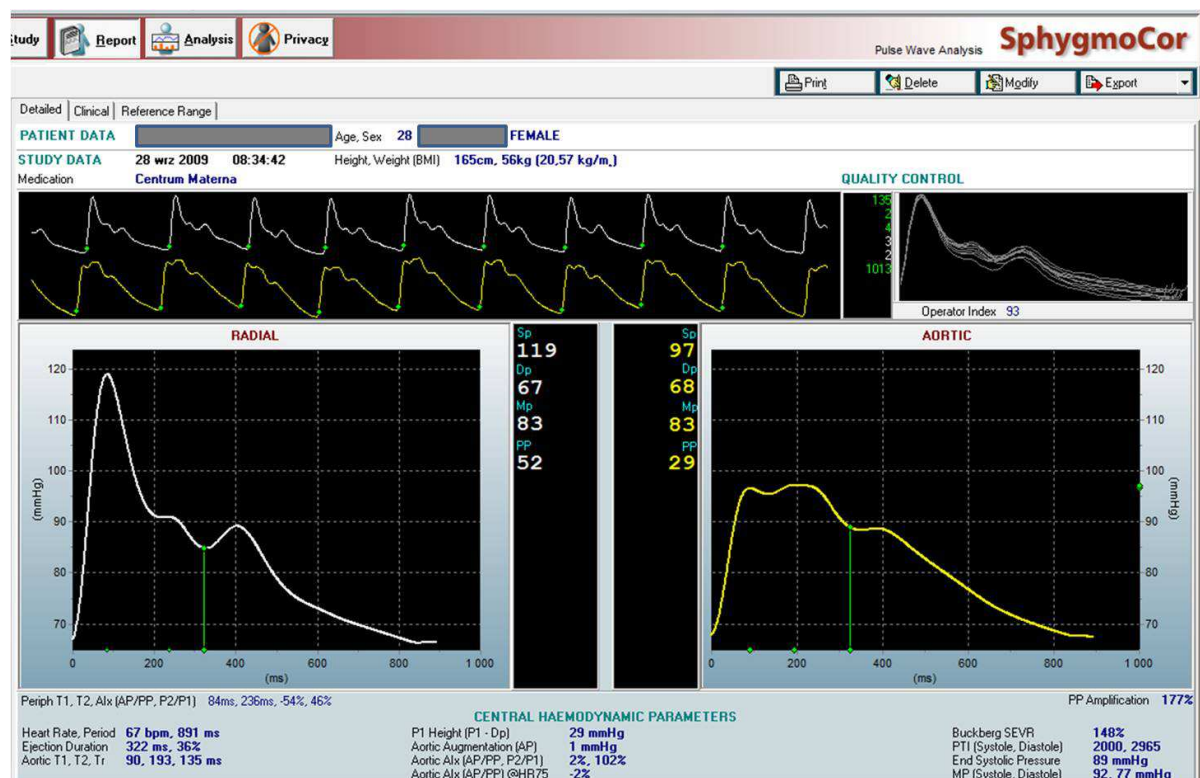 Study Report Analysis Privacy Pulse Wave Analysis SphygmoCor
Print Delete Modify Export
Detailed Clinical Reference Range
PATIENT DATA Age, Sex 28 FEMALE
STUDY DATA 28 wrz 2009 08:34:42 Height, Weight (BMI) 165cm, 56kg (20,57 kg/m,)
Medication Centrum Materna QUALITY CONTROL
135
2
4
3
2
1013
Operator Index 93
RADIAL
120
110
100
90
80
70
(mmHg)
0 200 400 600 800 1 000
(ms)
Sp
119
Dp
67
Mp
83
PP
52
Sp
97
Dp
68
Mp
83
PP
29
AORTIC
120
110
100
90
80
70
(mmHg)
0 200 400 600 800 1 000
(ms)
Periph T1, T2, AIx (AP/PP, P2/P1) 84ms, 236ms, -54%, 46% PP Amplification 177%
CENTRAL HAEMODYNAMIC PARAMETERS
Heart Rate, Period 67 bpm, 891 ms P1 Height (P1 - Dp) 29 mmHg Buckberg SEVR 148%
Ejection Duration 322 ms, 36% Aortic Augmentation (AP) 1 mmHg PTI (Systole, Diastole) 2000, 2965
Aortic T1, T2, Tr 90, 193, 135 ms Aortic AIx (AP/PP, P2/P1) 2%, 102% End Systolic Pressure 89 mmHg
Aortic AIx (AP/PP) @HR75 -2% MP (Systole, Diastole) 92, 77 mmHg